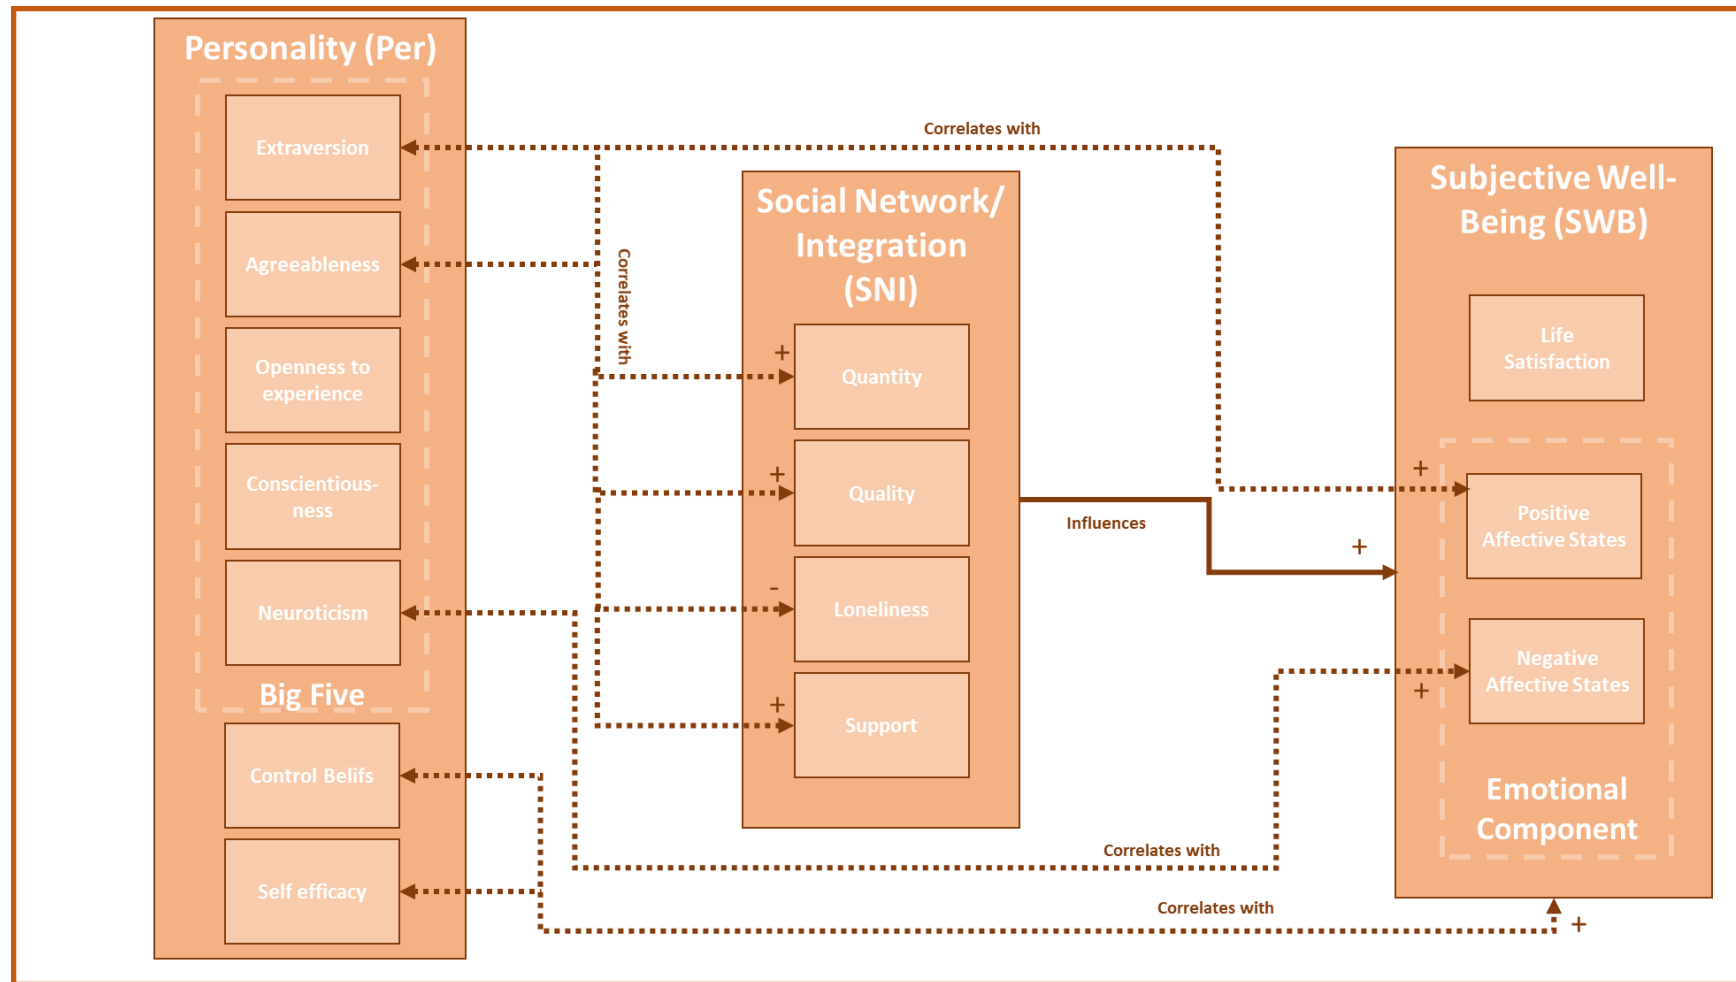 Personality (Per)
Extraversion
Agreeableness
Openness to
experience
Conscientious-
ness
Neuroticism
Big Five
Control Belifs
Self efficacy
Correlates with
Correlates with
Social Network/
Integration
(SNI)
+
Quantity
+
Quality
-
Loneliness
+
Support
Influences
+
Correlates with
Correlates with
Subjective Well-
Being (SWB)
Life
Satisfaction
+
Positive
Affective States
Negative
Affective States
+
Emotional
Component
+